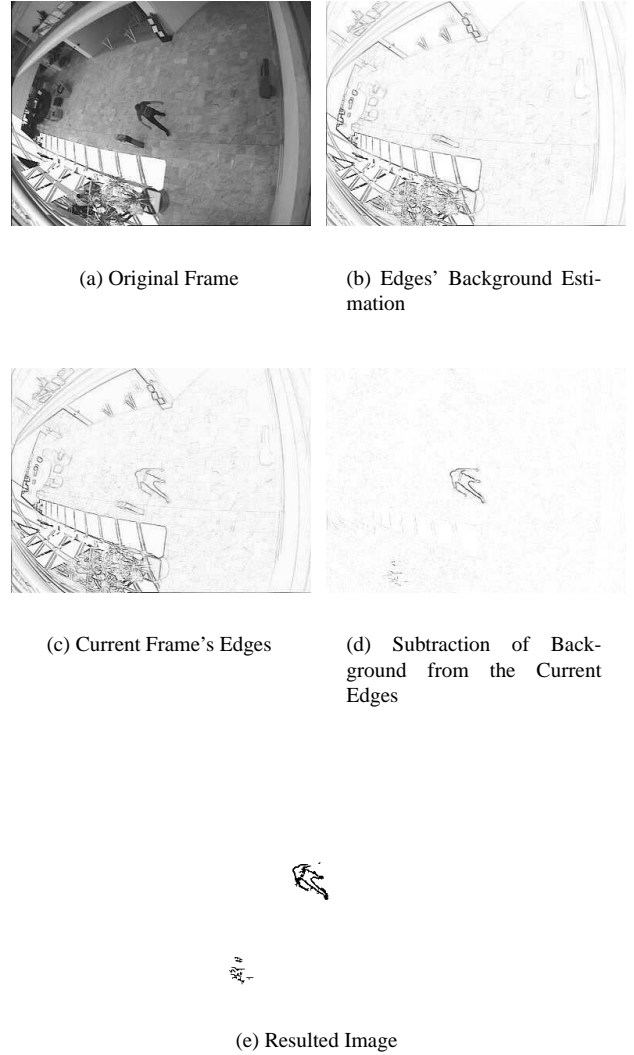 (a) Original Frame
(b) Edges' Background Esti-
mation
(c) Current Frame's Edges
(d) Subtraction of Back-
ground from the Current
Edges
(e) Resulted Image